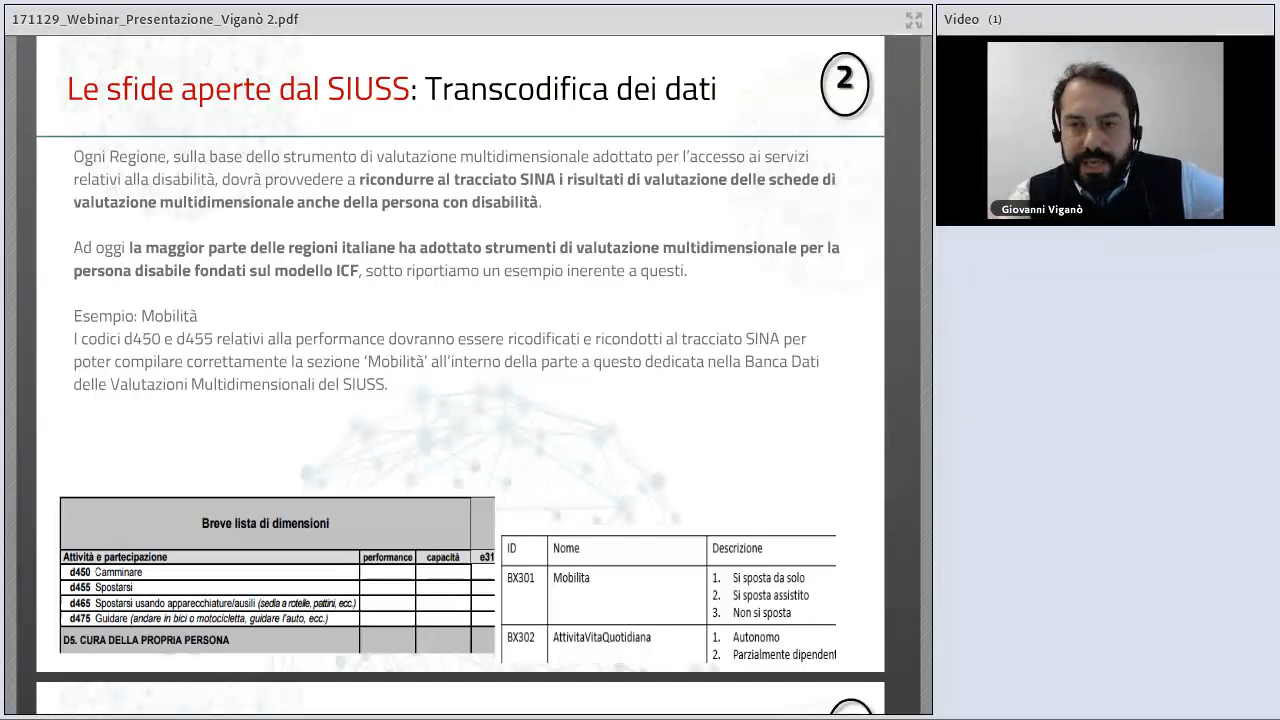 171129_Webinar_Presentazione_Viganò 2.pdf
Video (1)
Le sfide aperte dal SIUSS: Transcodifica dei dati
2
Ogni Regione, sulla base dello strumento di valutazione multidimensionale adottato per l'accesso ai servizi
relativi alla disabilità, dovrà provvedere a ricondurre al tracciato SINA i risultati di valutazione delle schede di
valutazione multidimensionale anche della persona con disabilità.
Ad oggi la maggior parte delle regioni italiane ha adottato strumenti di valutazione multidimensionale per la
persona disabile fondati sul modello ICF, sotto riportiamo un esempio inerente a questi.
Esempio: Mobilità
I codici d450 e d455 relativi alla performance dovranno essere ricodificati e ricondotti al tracciato SINA per
poter compilare correttamente la sezione 'Mobilità' all'interno della parte a questo dedicata nella Banca Dati
delle Valutazioni Multidimensionali del SIUSS.
Giovanni Viganò
Breve lista di dimensioni
Attività e partecipazione performance capacità e31
d450 Camminare
d455 Spostarsi
d465 Spostarsi usando apparecchiature/ausili (sedia a rotelle, pattini, ecc.)
d475 Guidare (andare in bici o motocicletta, guidare l'auto, ecc.)
D5. CURA DELLA PROPRIA PERSONA
ID Nome Descrizione
BX301 Mobilita 1. Si sposta da solo
2. Si sposta assistito
3. Non si sposta
BX302 AttivitaVitaQuotidiana 1. Autonomo
2. Parzialmente dipendent